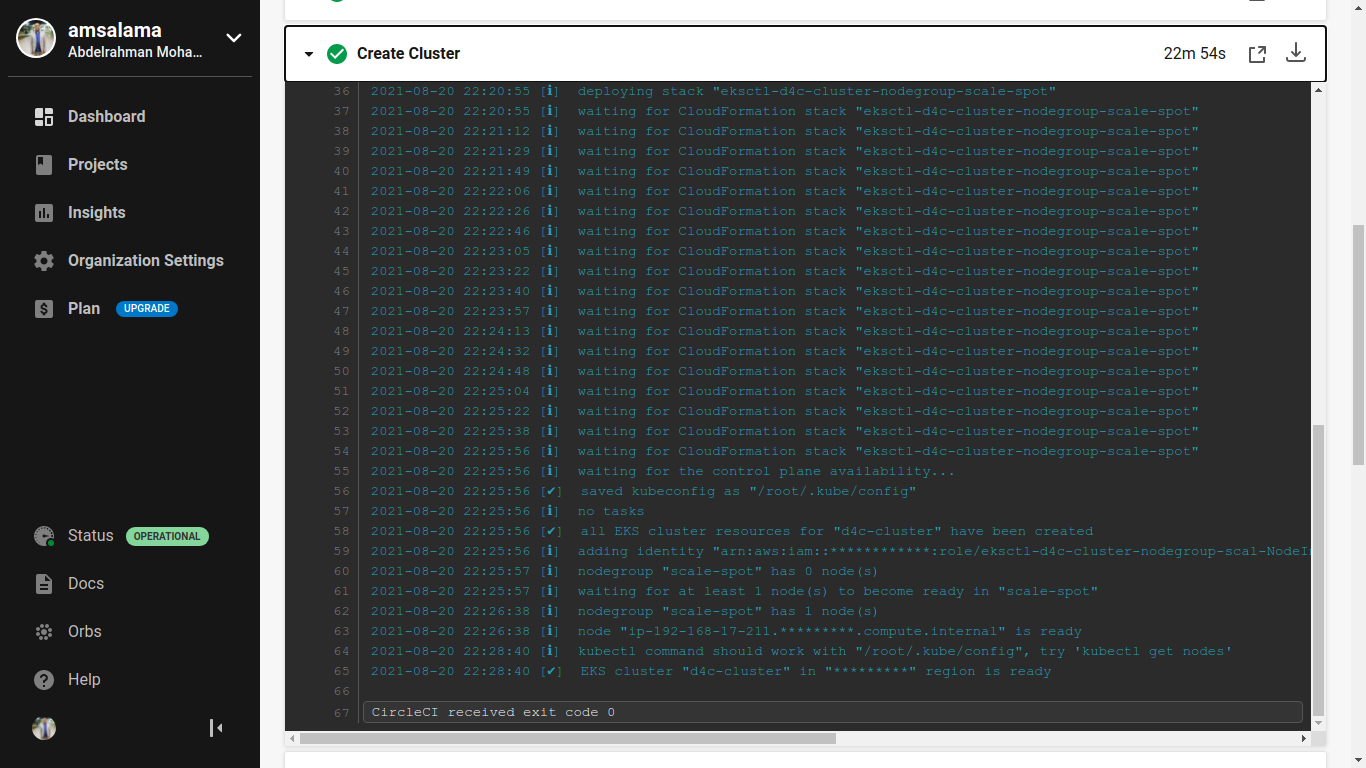 amsalama
Abdelrahman Moha...
Dashboard
Projects
Insights
Organization Settings
Plan UPGRADE
Status OPERATIONAL
Docs
Orbs
Help
Create Cluster 22m 54s
36 2021-08-20 22:20:55 [ℹ] deploying stack "eksctl-d4c-cluster-nodegroup-scale-spot"
37 2021-08-20 22:20:55 [ℹ] waiting for CloudFormation stack "eksctl-d4c-cluster-nodegroup-scale-spot"
38 2021-08-20 22:21:12 [ℹ] waiting for CloudFormation stack "eksctl-d4c-cluster-nodegroup-scale-spot"
39 2021-08-20 22:21:29 [ℹ] waiting for CloudFormation stack "eksctl-d4c-cluster-nodegroup-scale-spot"
40 2021-08-20 22:21:49 [ℹ] waiting for CloudFormation stack "eksctl-d4c-cluster-nodegroup-scale-spot"
41 2021-08-20 22:22:06 [ℹ] waiting for CloudFormation stack "eksctl-d4c-cluster-nodegroup-scale-spot"
42 2021-08-20 22:22:26 [ℹ] waiting for CloudFormation stack "eksctl-d4c-cluster-nodegroup-scale-spot"
43 2021-08-20 22:22:46 [ℹ] waiting for CloudFormation stack "eksctl-d4c-cluster-nodegroup-scale-spot"
44 2021-08-20 22:23:05 [ℹ] waiting for CloudFormation stack "eksctl-d4c-cluster-nodegroup-scale-spot"
45 2021-08-20 22:23:22 [ℹ] waiting for CloudFormation stack "eksctl-d4c-cluster-nodegroup-scale-spot"
46 2021-08-20 22:23:40 [ℹ] waiting for CloudFormation stack "eksctl-d4c-cluster-nodegroup-scale-spot"
47 2021-08-20 22:23:57 [ℹ] waiting for CloudFormation stack "eksctl-d4c-cluster-nodegroup-scale-spot"
48 2021-08-20 22:24:13 [ℹ] waiting for CloudFormation stack "eksctl-d4c-cluster-nodegroup-scale-spot"
49 2021-08-20 22:24:32 [ℹ] waiting for CloudFormation stack "eksctl-d4c-cluster-nodegroup-scale-spot"
50 2021-08-20 22:24:48 [ℹ] waiting for CloudFormation stack "eksctl-d4c-cluster-nodegroup-scale-spot"
51 2021-08-20 22:25:04 [ℹ] waiting for CloudFormation stack "eksctl-d4c-cluster-nodegroup-scale-spot"
52 2021-08-20 22:25:22 [ℹ] waiting for CloudFormation stack "eksctl-d4c-cluster-nodegroup-scale-spot"
53 2021-08-20 22:25:38 [ℹ] waiting for CloudFormation stack "eksctl-d4c-cluster-nodegroup-scale-spot"
54 2021-08-20 22:25:56 [ℹ] waiting for CloudFormation stack "eksctl-d4c-cluster-nodegroup-scale-spot"
55 2021-08-20 22:25:56 [ℹ] waiting for the control plane availability...
56 2021-08-20 22:25:56 [✔] saved kubeconfig as "/root/.kube/config"
57 2021-08-20 22:25:56 [ℹ] no tasks
58 2021-08-20 22:25:56 [✔] all EKS cluster resources for "d4c-cluster" have been created
59 2021-08-20 22:25:56 [ℹ] adding identity "arn:aws:iam::************:role/eksctl-d4c-cluster-nodegroup-scal-NodeIn
60 2021-08-20 22:25:57 [ℹ] nodegroup "scale-spot" has 0 node(s)
61 2021-08-20 22:25:57 [ℹ] waiting for at least 1 node(s) to become ready in "scale-spot"
62 2021-08-20 22:26:38 [ℹ] nodegroup "scale-spot" has 1 node(s)
63 2021-08-20 22:26:38 [ℹ] node "ip-192-168-17-211.*********.compute.internal" is ready
64 2021-08-20 22:28:40 [ℹ] kubectl command should work with "/root/.kube/config", try 'kubectl get nodes'
65 2021-08-20 22:28:40 [✔] EKS cluster "d4c-cluster" in "*********" region is ready
66
67 CircleCI received exit code 0